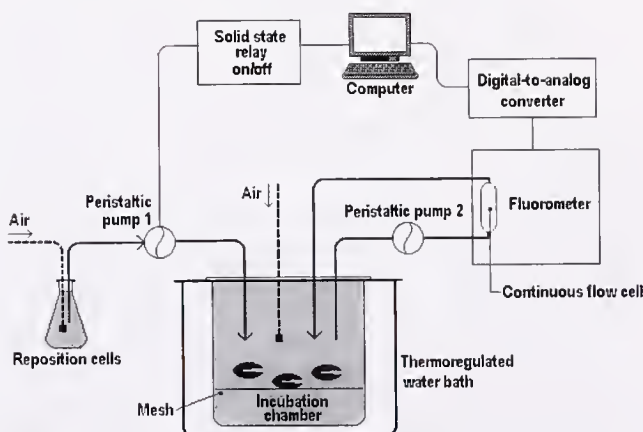 Solid state
relay
on/off
Computer
Digital-to-analog
converter
Fluorometer
Peristaltic
pump 1
Air
Air
Peristaltic pump 2
Continuous flow cell
Reposition cells
Thermoregulated
water bath
Mesh
Incubation
chamber